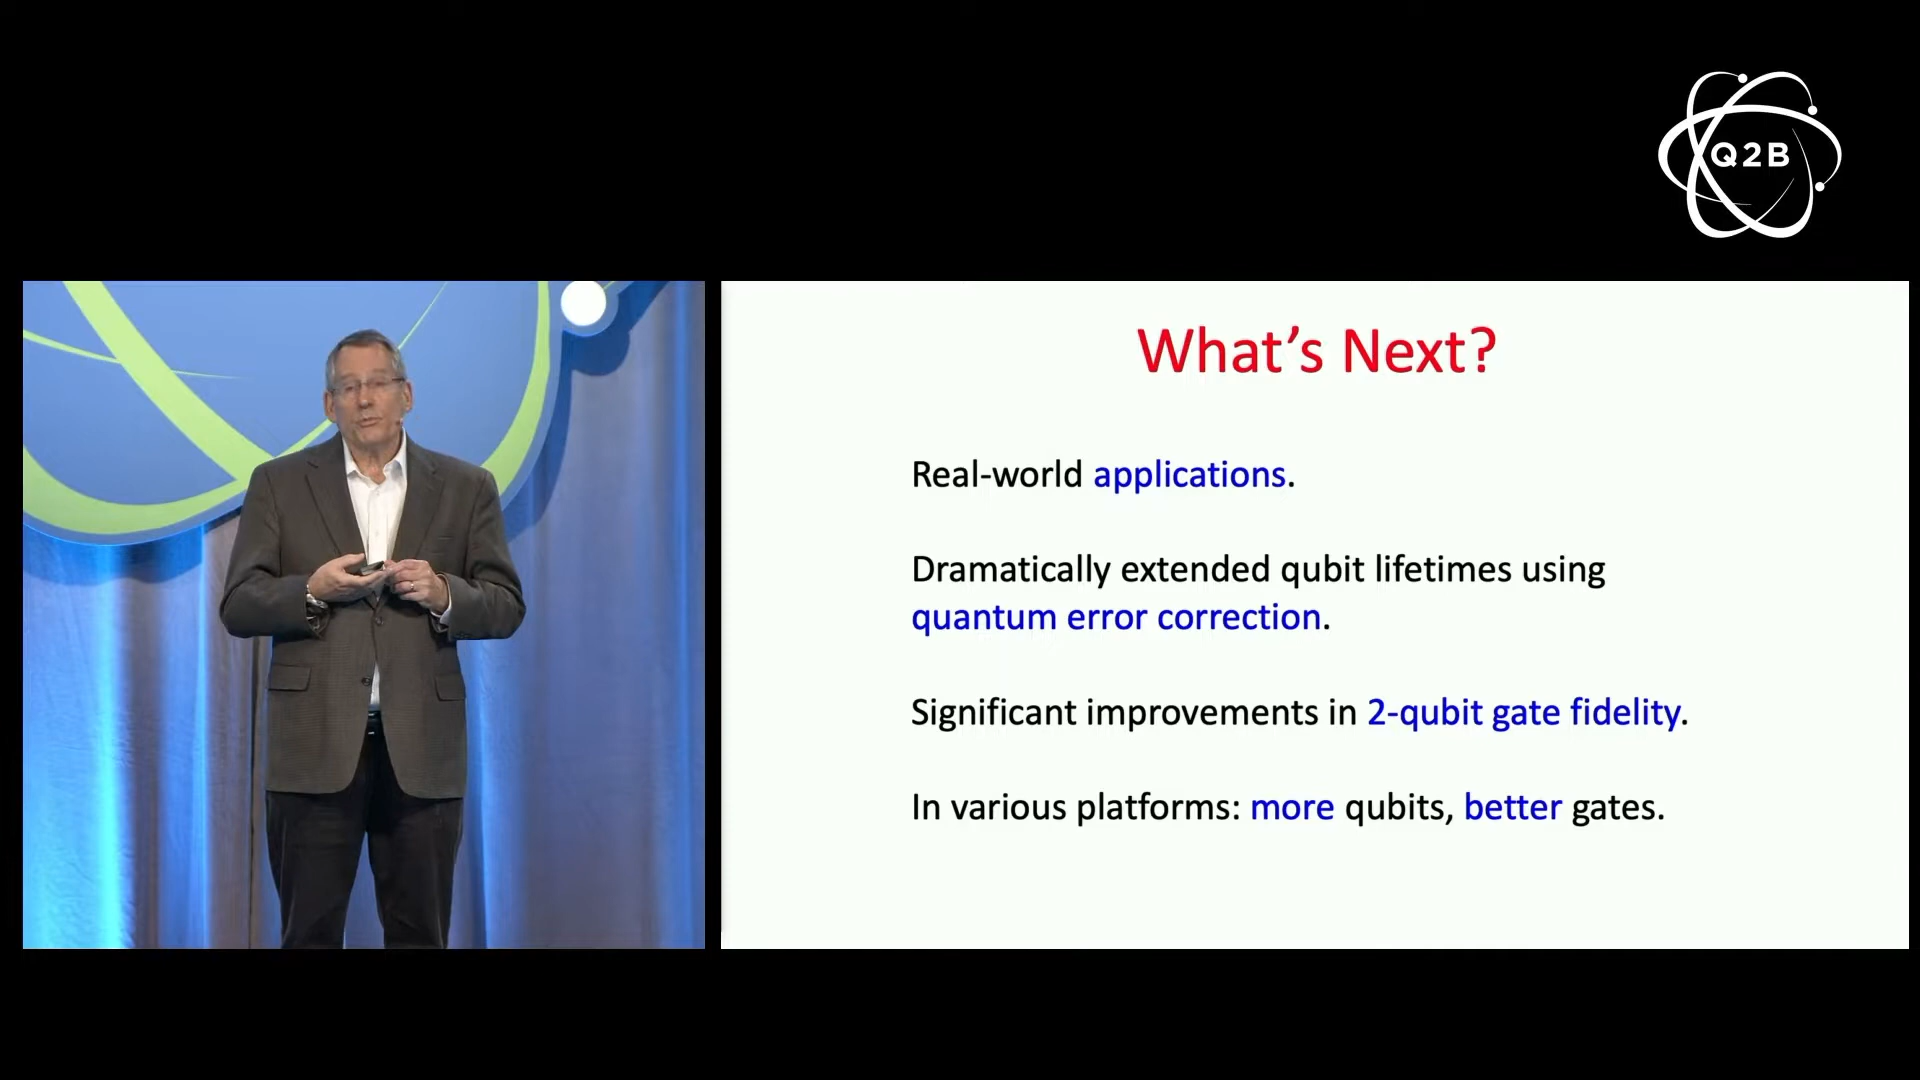 Q2B
What's Next?
Real-world applications.
Dramatically extended qubit lifetimes using
quantum error correction.
Significant improvements in 2-qubit gate fidelity.
In various platforms: more qubits, better gates.